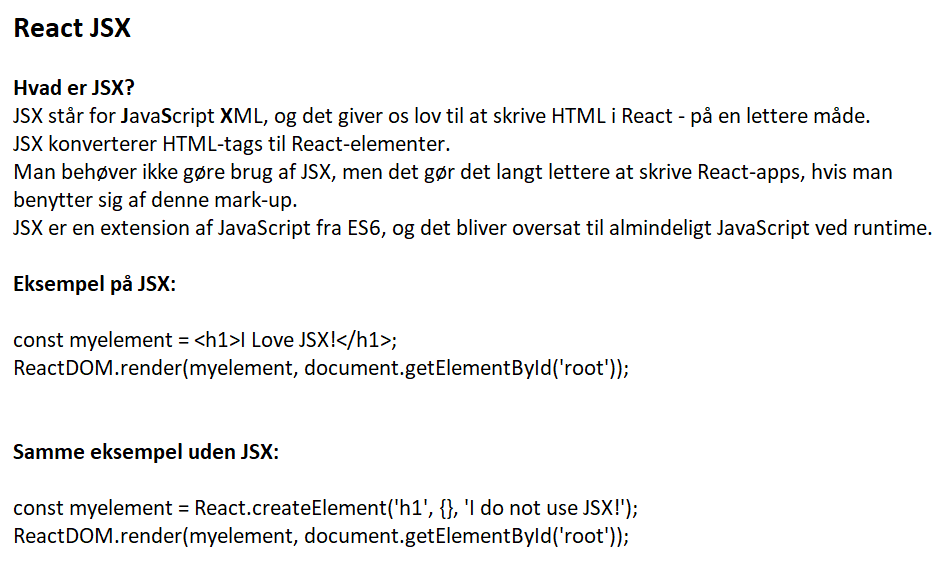 React JSX
Hvad er JSX?
JSX står for JavaScript XML, og det giver os lov til at skrive HTML i React - på en lettere måde.
JSX konverterer HTML-tags til React-elementer.
Man behøver ikke gøre brug af JSX, men det gør det langt lettere at skrive React-apps, hvis man
benytter sig af denne mark-up.
JSX er en extension af JavaScript fra ES6, og det bliver oversat til almindeligt JavaScript ved runtime.
Eksempel på JSX:
const myelement = <h1>I Love JSX!</h1>;
ReactDOM.render(myelement, document.getElementById('root'));
Samme eksempel uden JSX:
const myelement = React.createElement('h1', {}, 'I do not use JSX!');
ReactDOM.render(myelement, document.getElementById('root'));